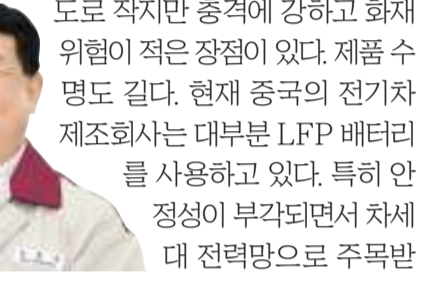 도로 작지만 충격에 강하고 화재
위험이 적은 장점이 있다. 제품 수
명도 길다. 현재 중국의 전기차
제조회사는 대부분 LFP 배터리
를 사용하고 있다. 특히 안
정성이 부각되면서 차세
대 전력망으로 주목받